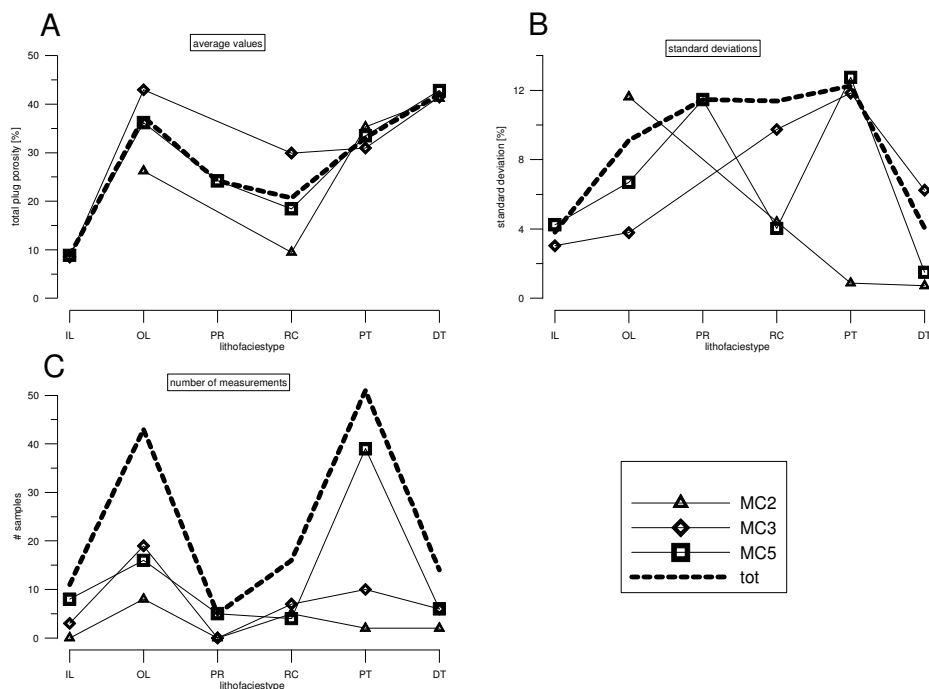 A
average values
50
40
30
20
10
0
total plug porosity [%]
IL OL PR RC PT DT
lithofaciestype
B
standard deviations
12
8
4
0
standard deviation [%]
IL OL PR RC PT DT
lithofaciestype
C
number of measurements
50
40
30
20
10
0
# samples
IL OL PR RC PT DT
lithofaciestype
MC2
MC3
MC5
tot